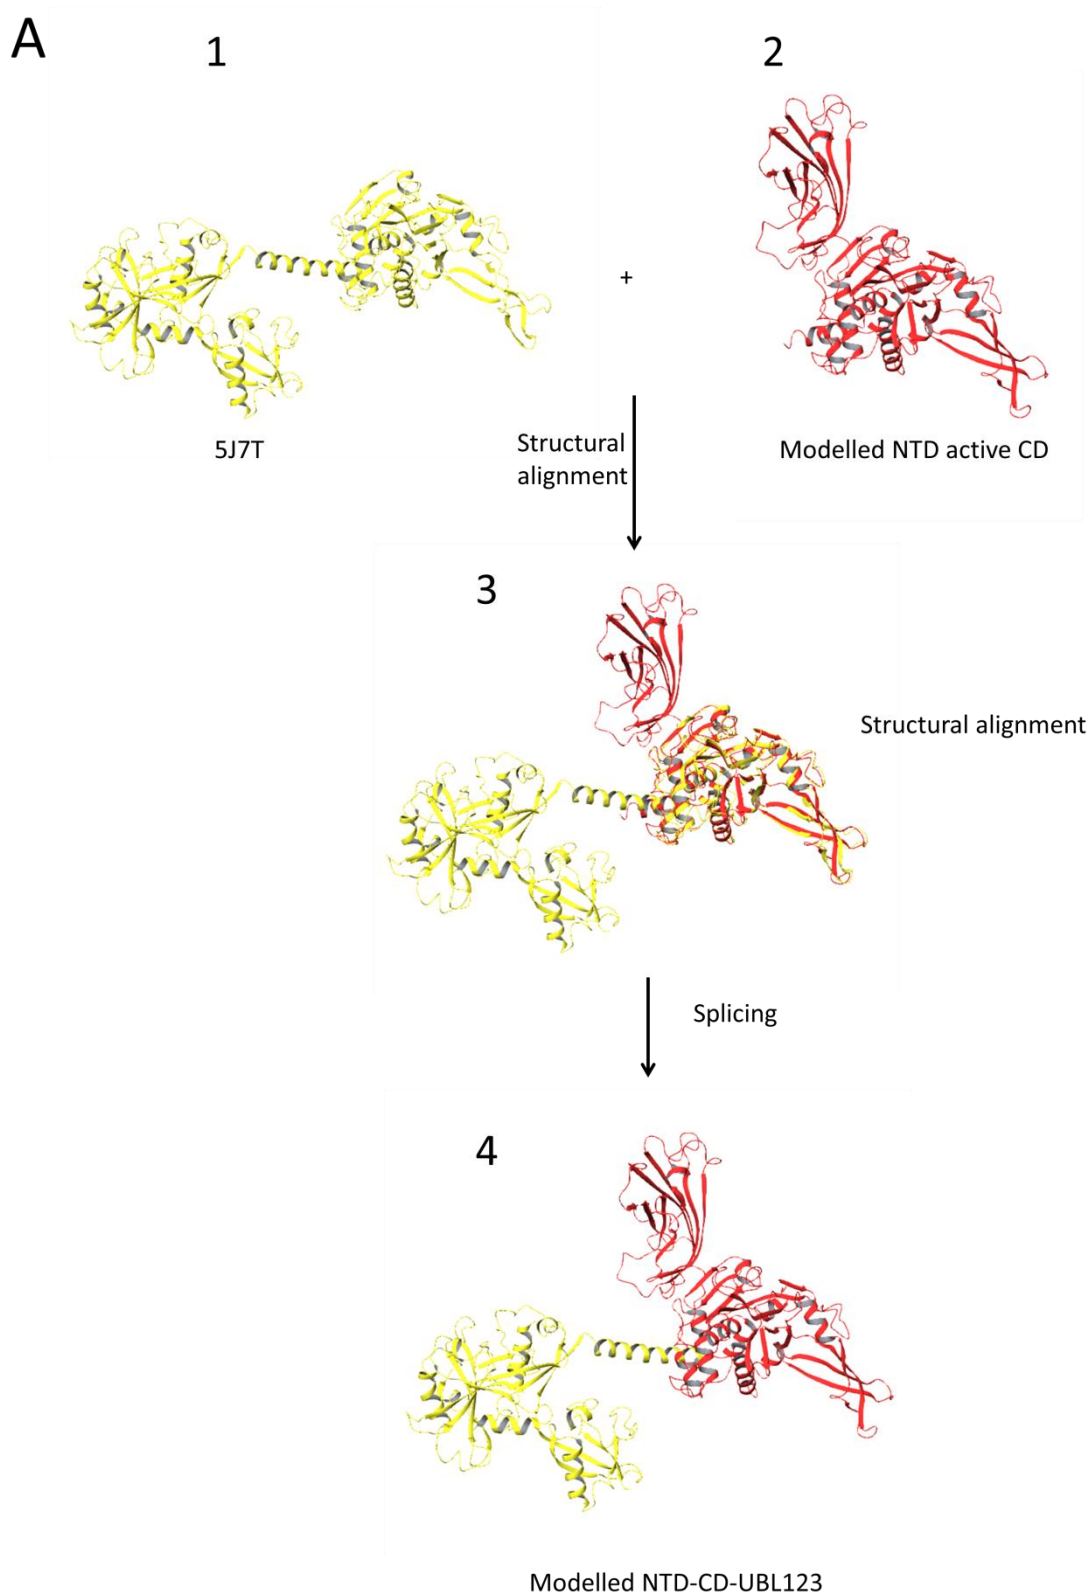 A
1
2
+
5J7T
Structural
alignment
Modelled NTD active CD
3
Structural alignment
Splicing
4
Modelled NTD-CD-UBL123